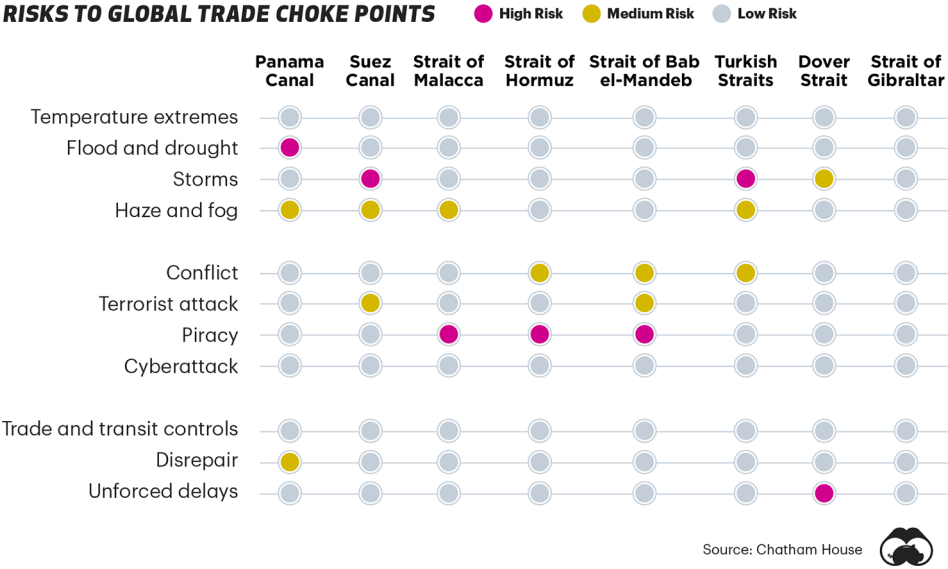 RISKS TO GLOBAL TRADE CHOKE POINTS
High Risk
Medium Risk
Low Risk
Panama Canal
Suez Canal
Strait of Malacca
Strait of Hormuz
Strait of Bab el-Mandeb
Turkish Straits
Dover Strait
Strait of Gibraltar
Temperature extremes
Flood and drought
Storms
Haze and fog
Conflict
Terrorist attack
Piracy
Cyberattack
Trade and transit controls
Disrepair
Unforced delays
Source: Chatham House